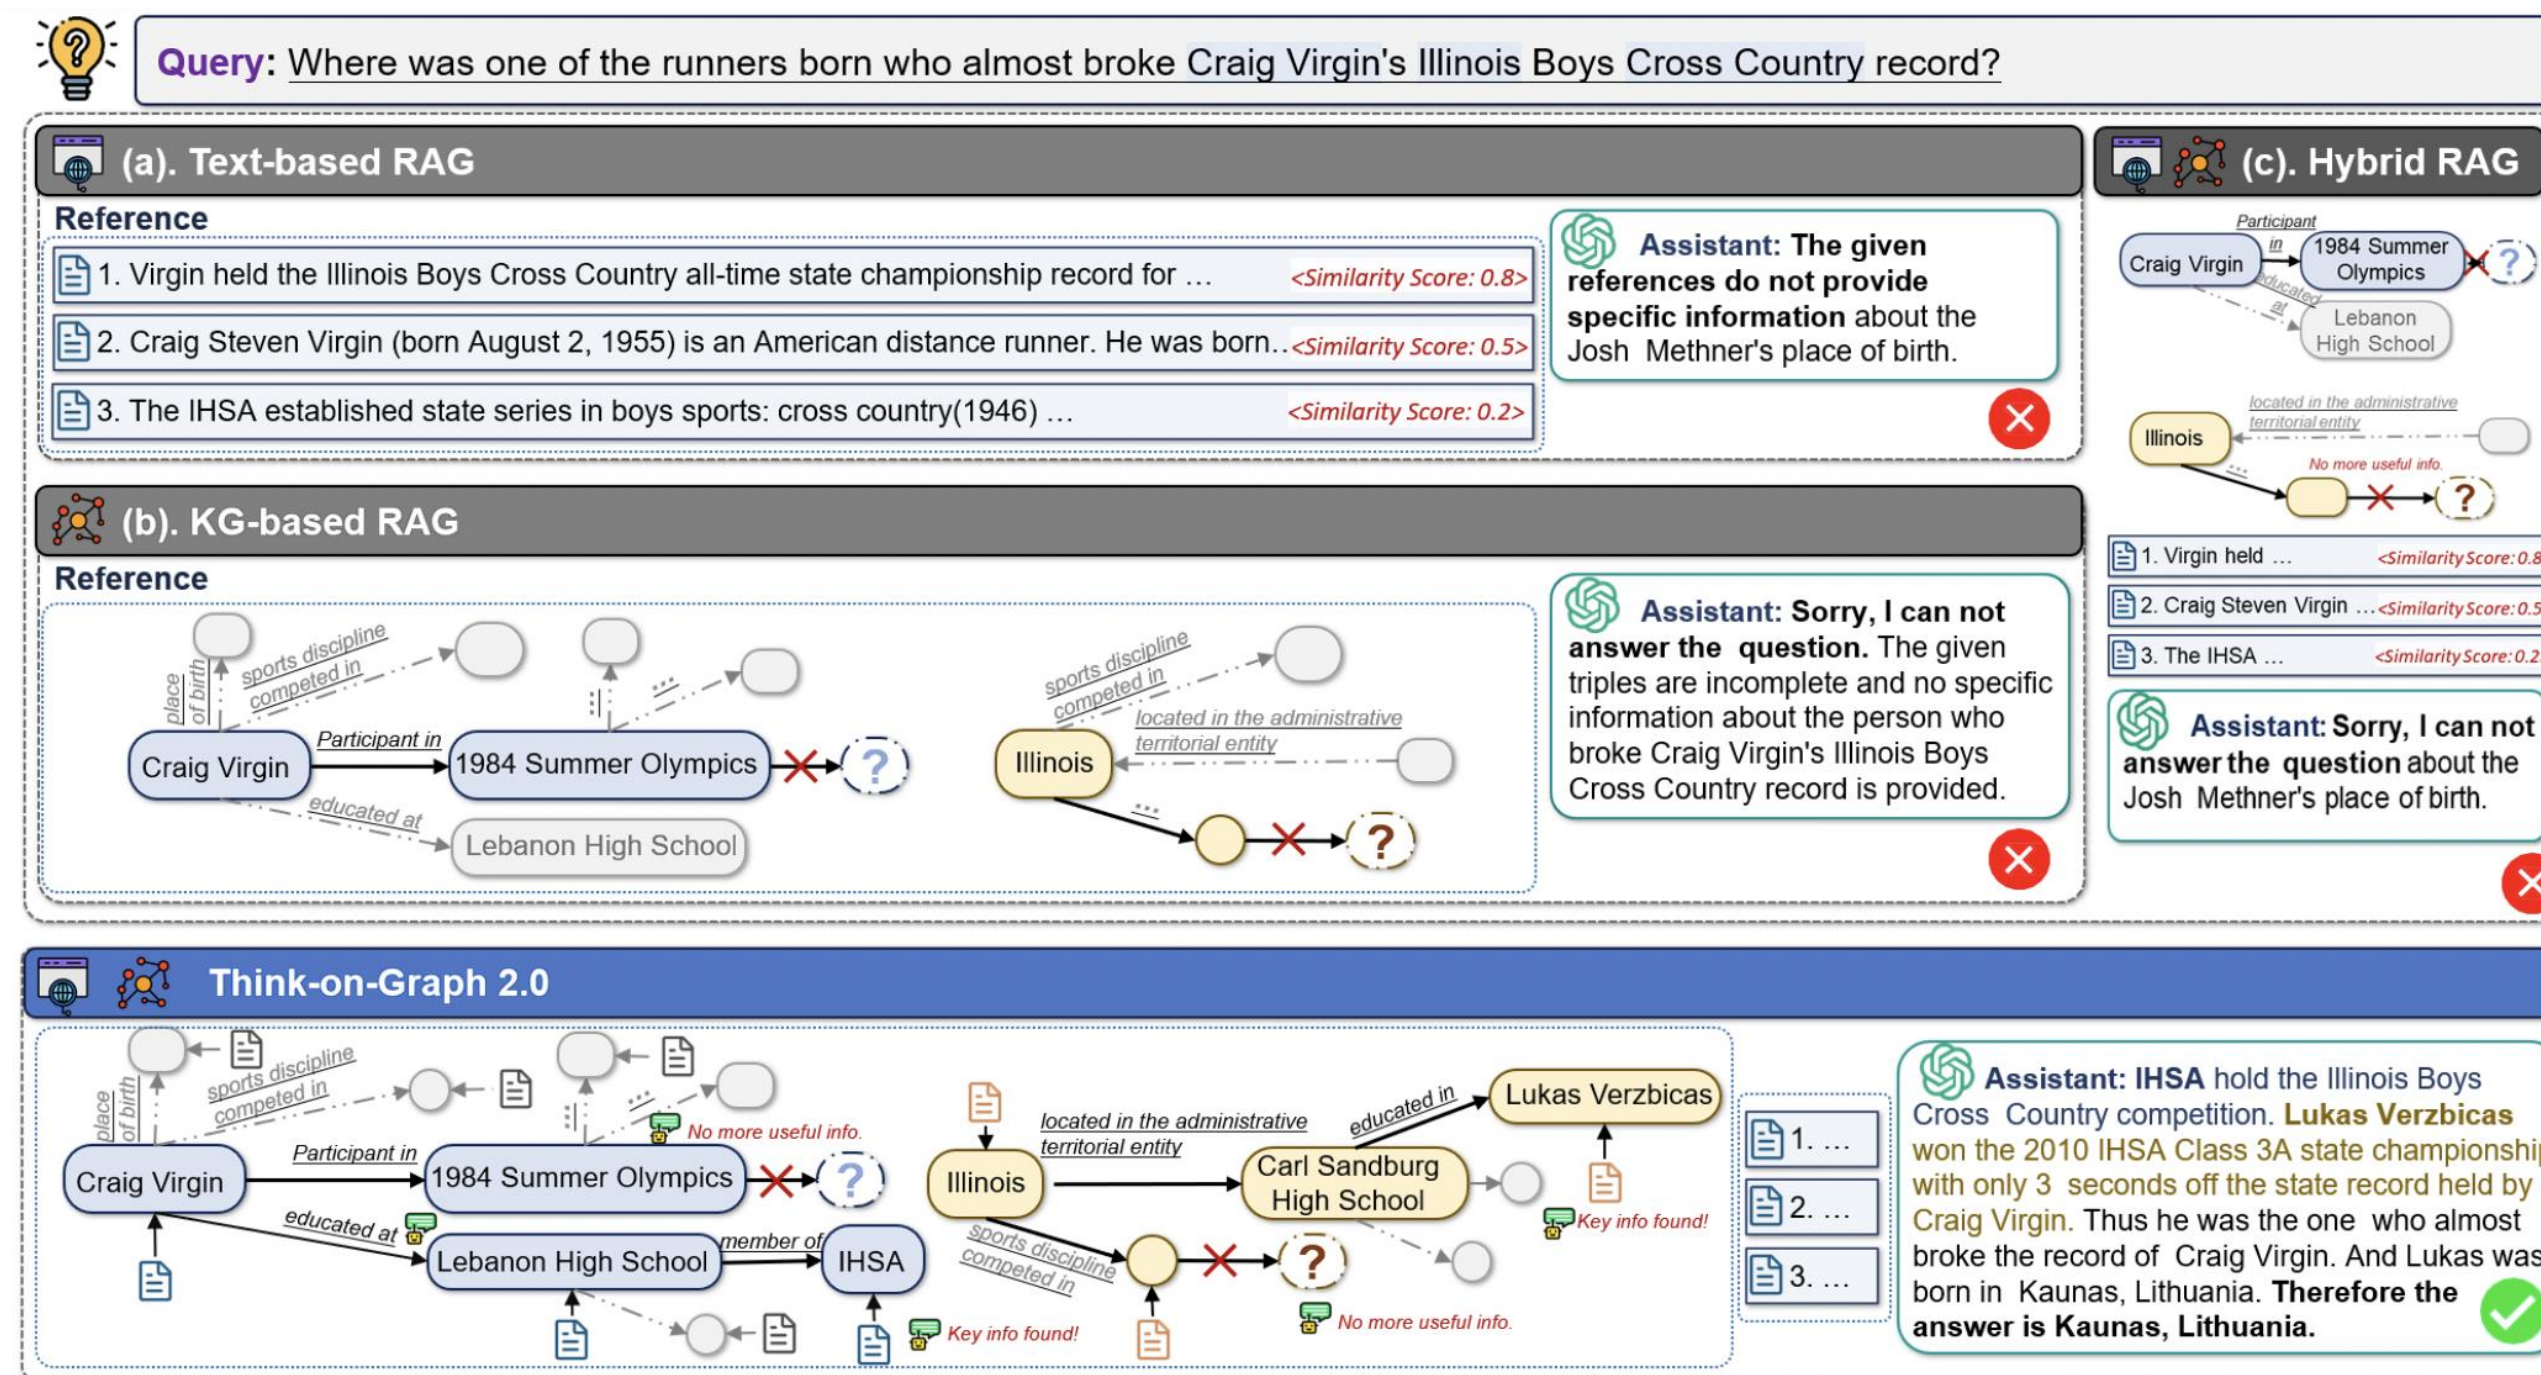 Query: Where was one of the runners born who almost broke Craig Virgin's Illinois Boys Cross Country record?
(a). Text-based RAG
Reference
1. Virgin held the Illinois Boys Cross Country all-time state championship record for ...
<Similarity Score: 0.8>
2. Craig Steven Virgin (born August 2, 1955) is an American distance runner. He was born..
<Similarity Score: 0.5>
3. The IHSA established state series in boys sports: cross country(1946) ...
<Similarity Score: 0.2>
Assistant: The given
references do not provide
specific information about the
Josh Methner's place of birth.
(b). KG-based RAG
Reference
place
of birth
sports discipline
competed in
...
...
Craig Virgin
Participant in
1984 Summer Olympics
?
educated at
Lebanon High School
sports discipline
competed in
located in the administrative
territorial entity
Illinois
...
?
Assistant: Sorry, I can not
answer the question. The given
triples are incomplete and no specific
information about the person who
broke Craig Virgin's Illinois Boys
Cross Country record is provided.
(c). Hybrid RAG
Participant
in
Craig Virgin
1984 Summer
Olympics
?
educated
at
Lebanon
High School
located in the administrative
territorial entity
Illinois
No more useful info.
...
?
1. Virgin held ...
<Similarity Score: 0.8
2. Craig Steven Virgin ...
<Similarity Score: 0.5
3. The IHSA ...
<Similarity Score: 0.2
Assistant: Sorry, I can not
answer the question about the
Josh Methner's place of birth.
Think-on-Graph 2.0
place
of birth
sports discipline
competed in
...
...
No more useful info.
Craig Virgin
Participant in
1984 Summer Olympics
?
educated at
Lebanon High School
member of
IHSA
Key info found!
Illinois
located in the administrative
territorial entity
Carl Sandburg
High School
educated in
Lukas Verzbicas
Key info found!
sports discipline
competed in
?
No more useful info.
1. ...
2. ...
3. ...
Assistant: IHSA hold the Illinois Boys
Cross Country competition. Lukas Verzbicas
won the 2010 IHSA Class 3A state championship
with only 3 seconds off the state record held by
Craig Virgin. Thus he was the one who almost
broke the record of Craig Virgin. And Lukas was
born in Kaunas, Lithuania. Therefore the
answer is Kaunas, Lithuania.